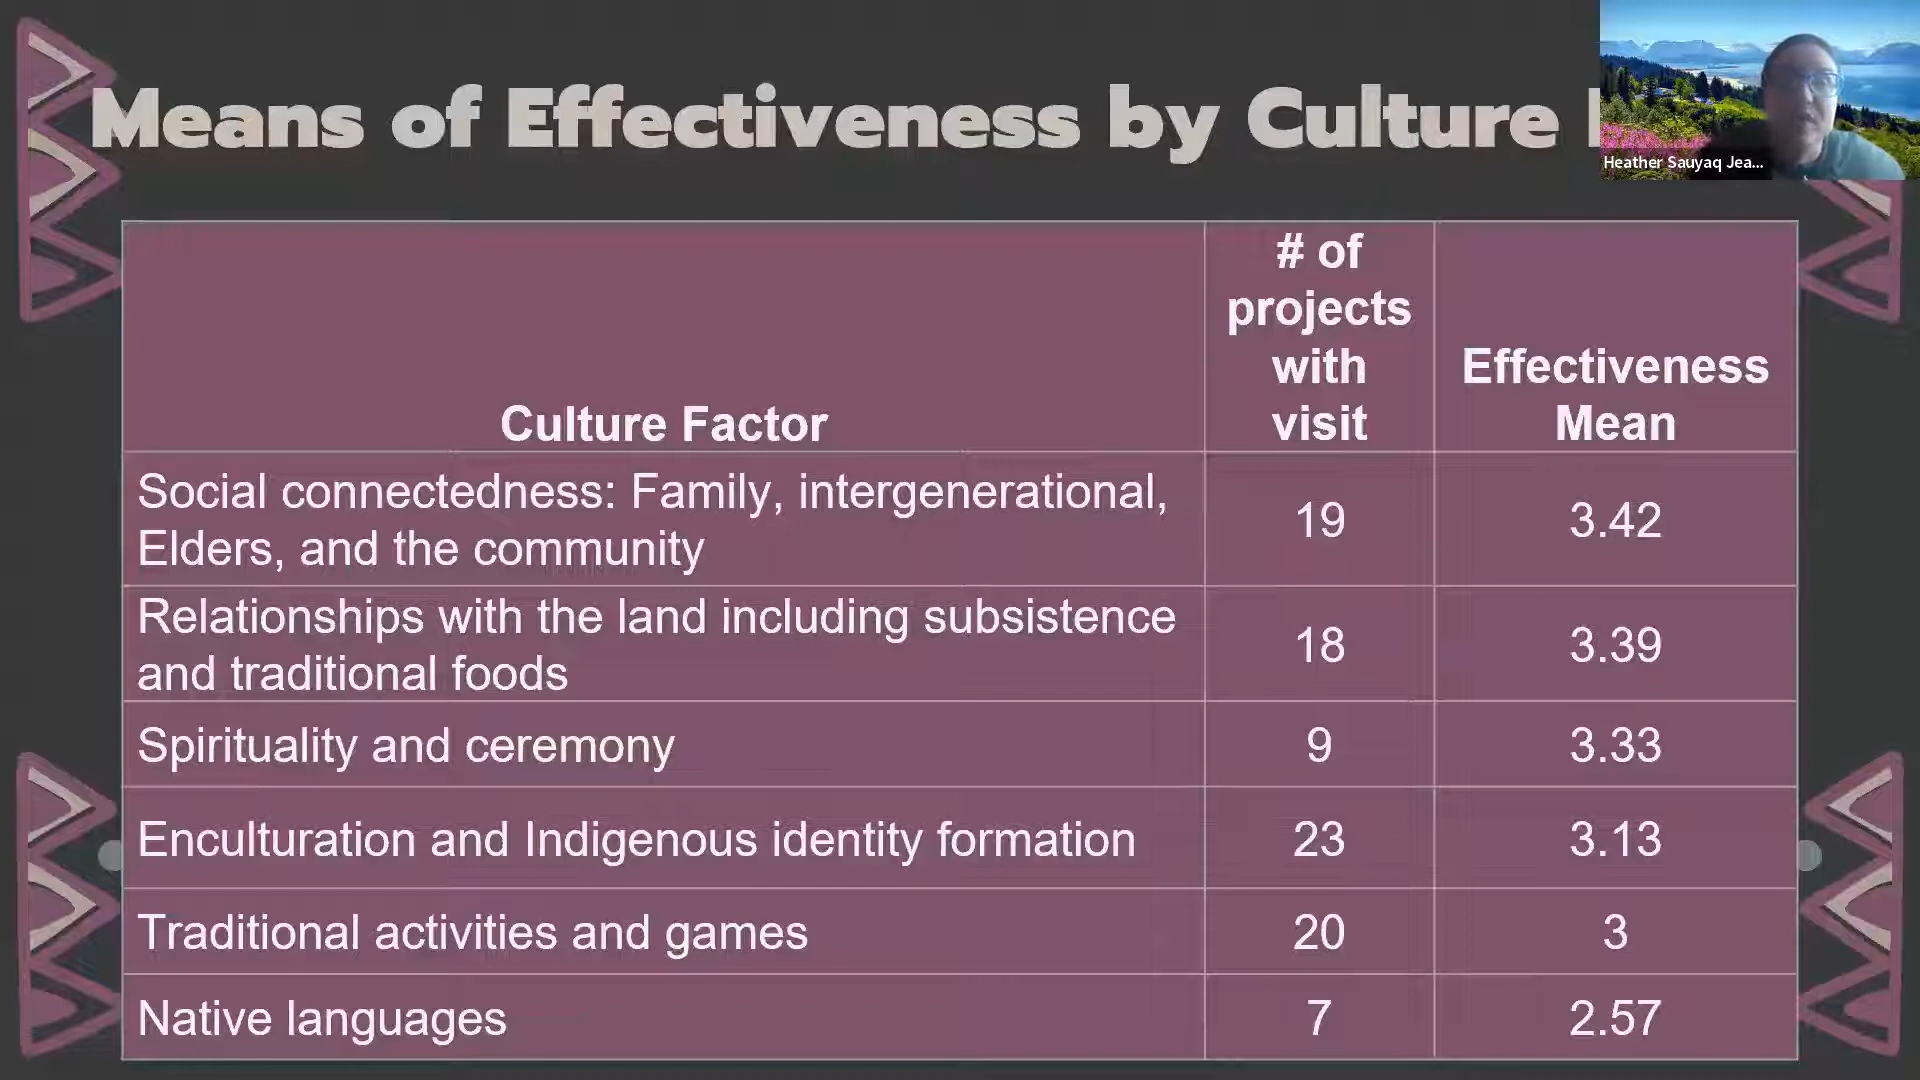 Means of Effectiveness by Culture
Heather Sauyaq Jea...
# of
projects
with
visit
Effectiveness
Mean
Culture Factor
Social connectedness: Family, intergenerational,
Elders, and the community
19
3.42
Relationships with the land including subsistence
and traditional foods
18
3.39
Spirituality and ceremony
9
3.33
Enculturation and Indigenous identity formation
23
3.13
Traditional activities and games
20
3
Native languages
7
2.57